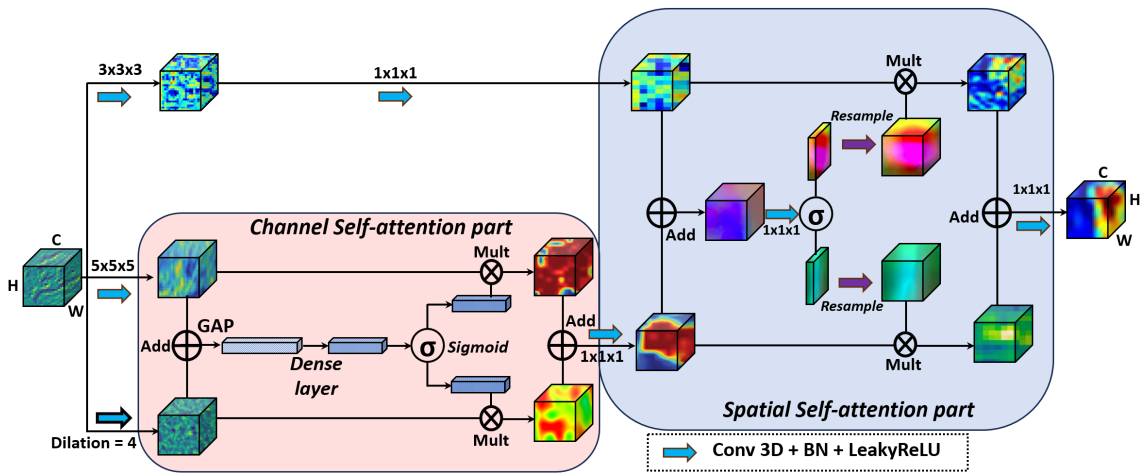 3x3x3
1x1x1
Mult
Resample
C
H
W
1x1x1
Add
Add
1x1x1
σ
Channel Self-attention part
C
H
W
5x5x5
Mult
Resample
GAP
Add
Dense
layer
σ
Sigmoid
Add
1x1x1
Mult
Mult
Dilation = 4
Spatial Self-attention part
Conv 3D + BN + LeakyReLU